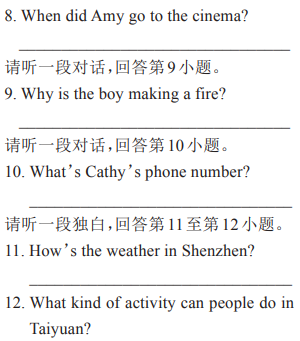 8. When did Amy go to the cinema?
请听一段对话,回答第9小题。
9. Why is the boy making a fire?
请听一段对话,回答第10小题。
10. What's Cathy's phone number?
请听一段独白,回答第11至第12小题。
11. How's the weather in Shenzhen?
12. What kind of activity can people do in
Taiyuan?